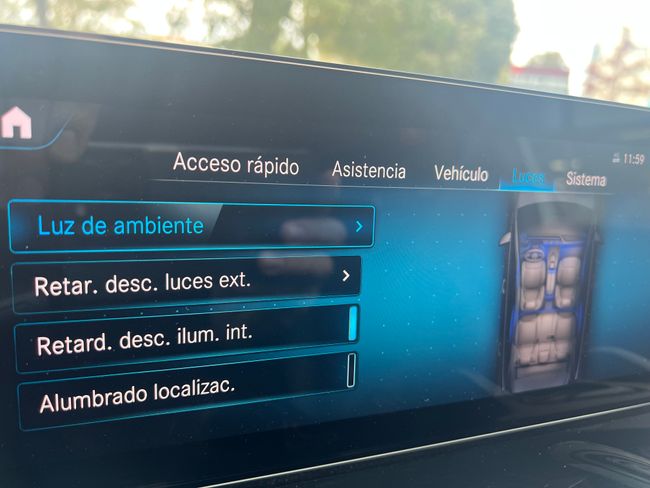 Acceso rápido Asistencia Vehículo Luces Sistema 11:59
Luz de ambiente
Retar. desc. luces ext.
Retard. desc. ilum. int.
Alumbrado localizac.